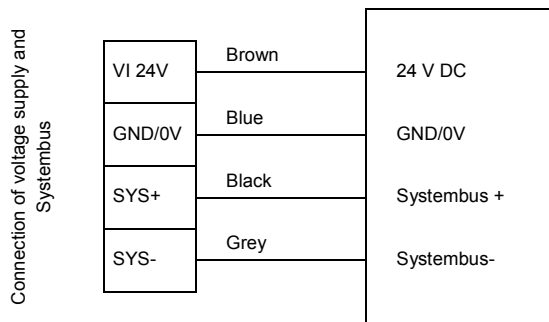 Connection of voltage supply and
Systembus
VI 24V
Brown
24 V DC
GND/0V
Blue
GND/0V
SYS+
Black
Systembus +
SYS-
Grey
Systembus-